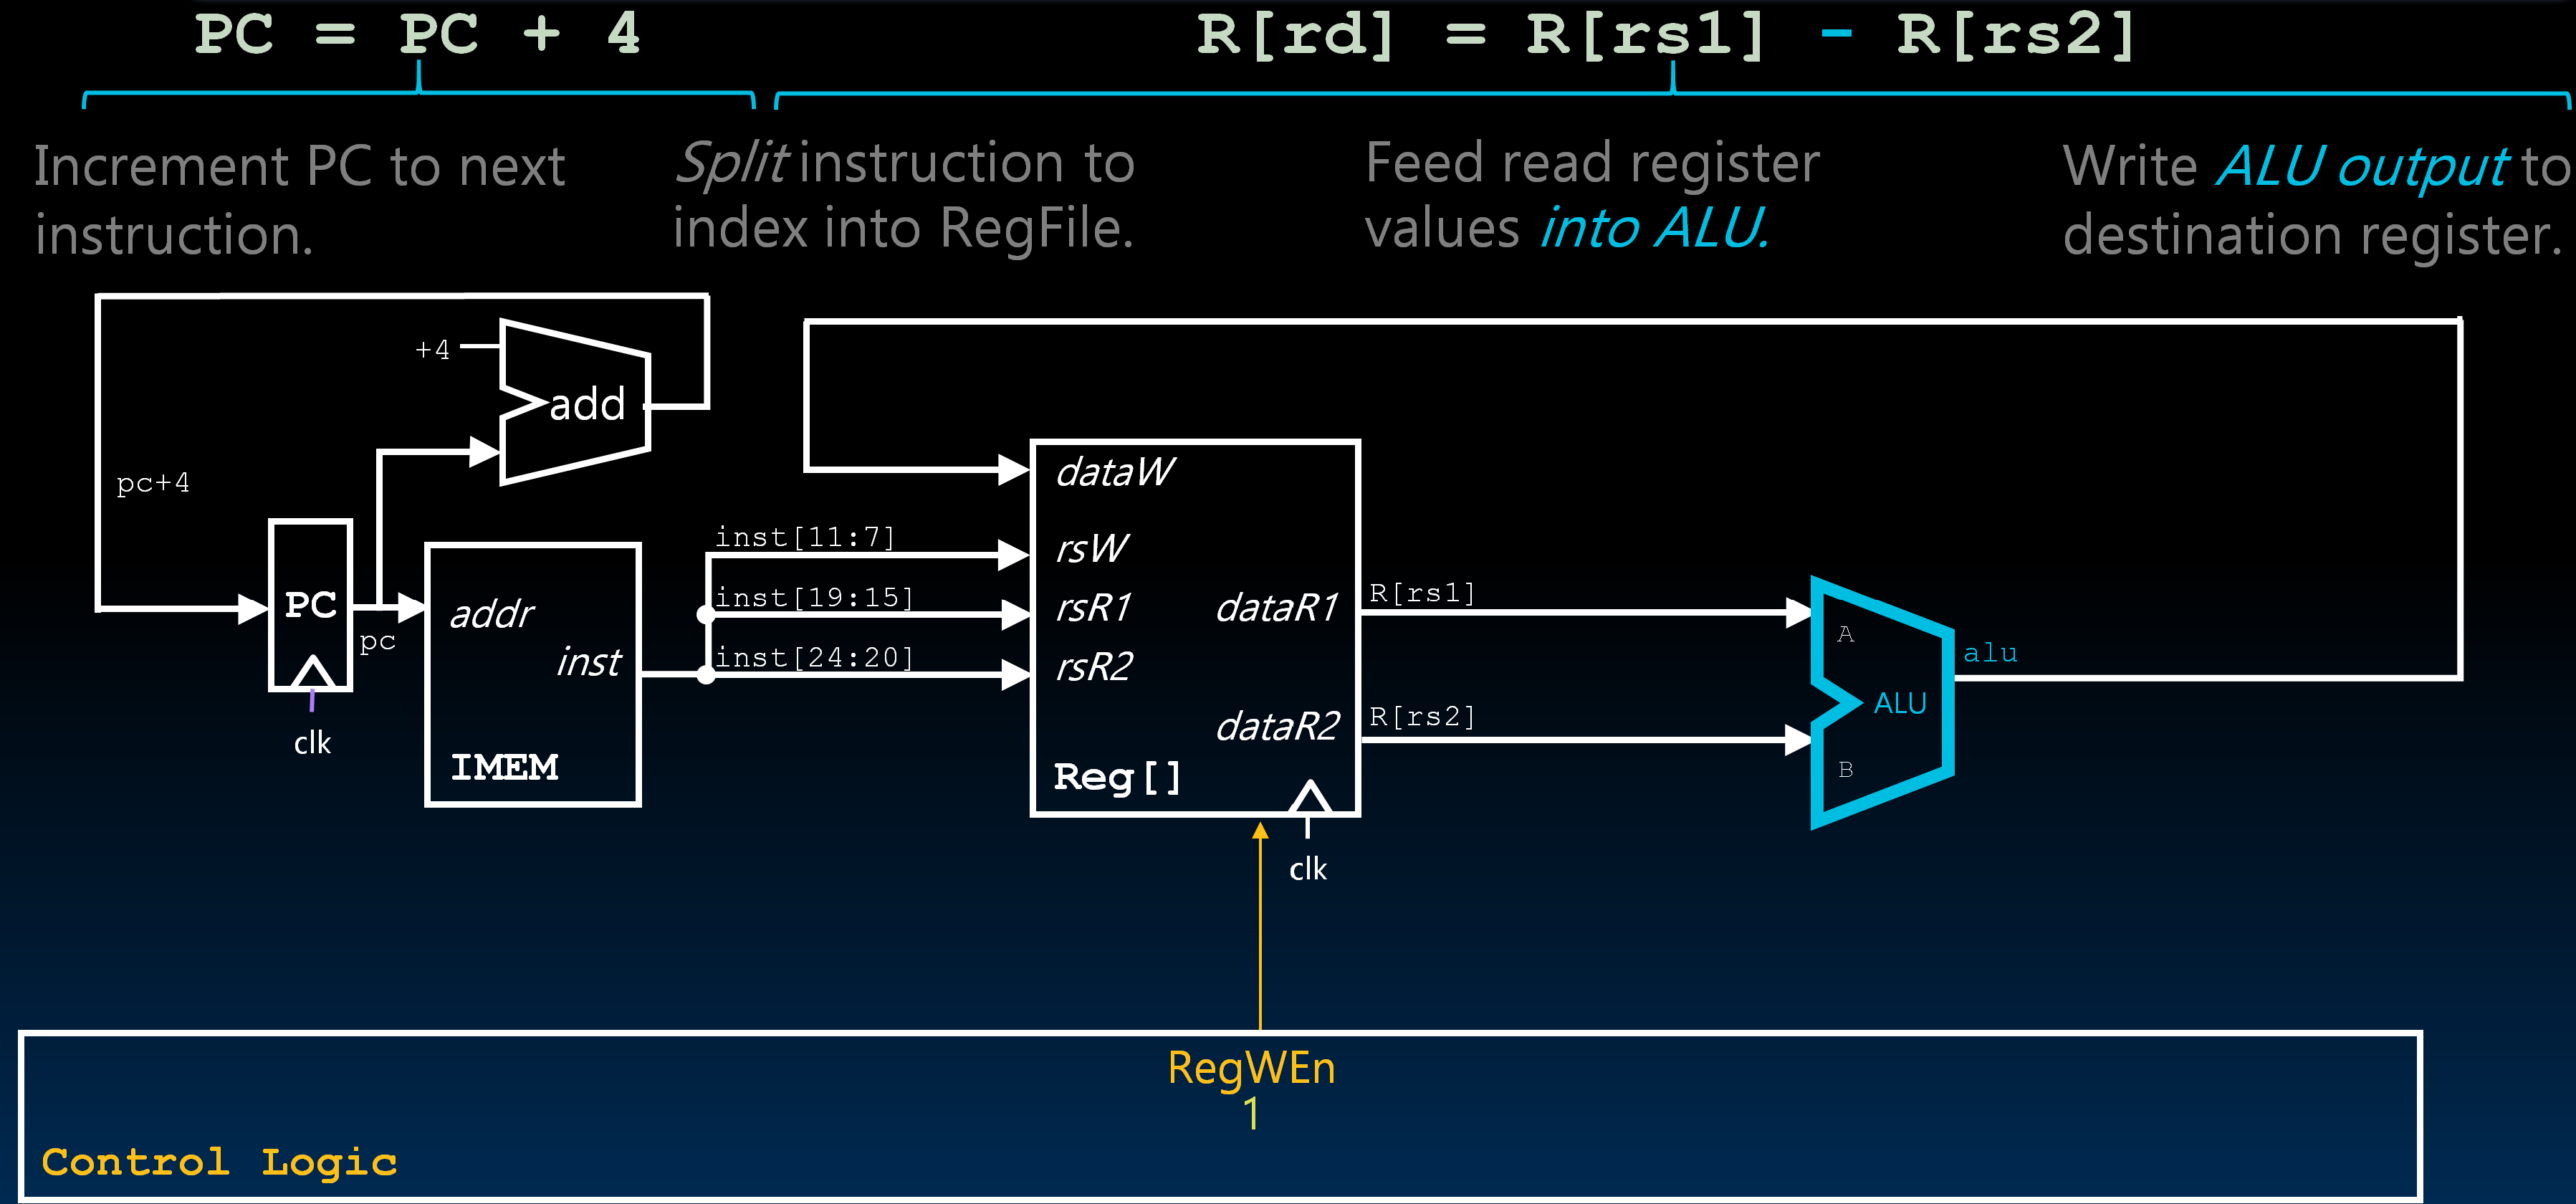 PC = PC + 4
R[rd] = R[rs1] - R[rs2]
Increment PC to next
instruction.
Split instruction to
index into RegFile.
Feed read register
values into ALU.
Write ALU output to
destination register.
+4
add
pc+4
PC
pc
clk
addr
inst
IMEM
inst[11:7]
inst[19:15]
inst[24:20]
dataW
rsW
rsR1
rsR2
dataR1
dataR2
Reg[]
clk
R[rs1]
R[rs2]
A
B
ALU
alu
RegWEn
1
Control Logic